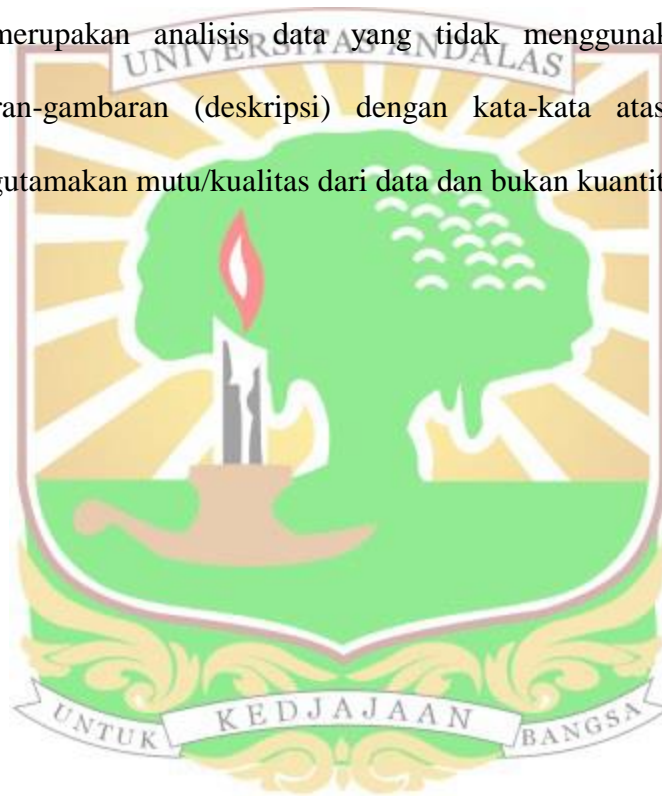 merupakan analisis data yang tidak menggunak
UNIVERSITAS ANDALAS
ran-gambaran (deskripsi) dengan kata-kata atas
gutamakan mutu/kualitas dari data dan bukan kuantit
UNTUK KEDJAJAAN BANGSA